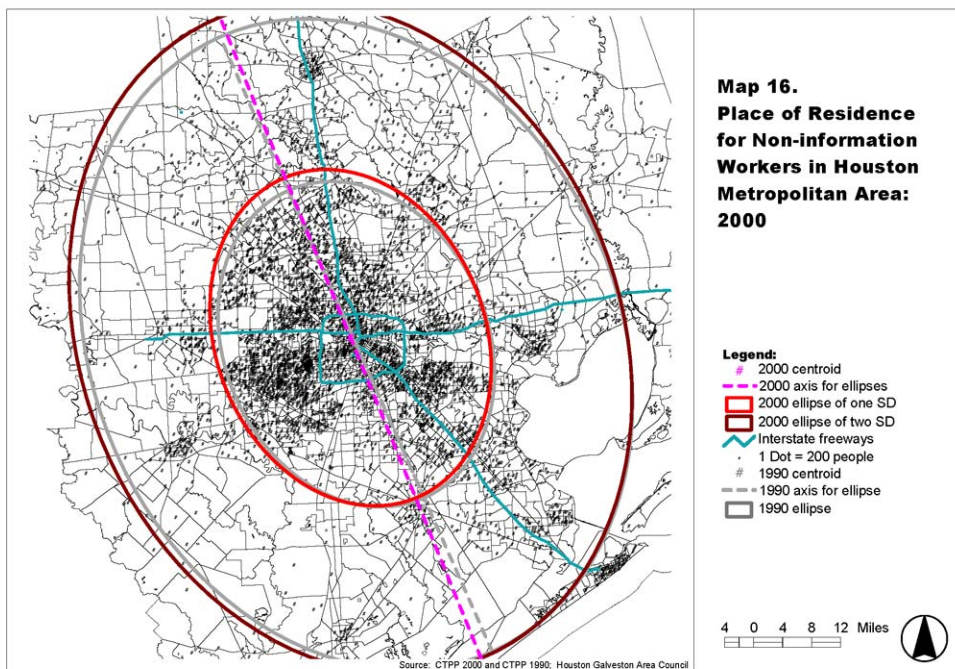 Map 16.
Place of Residence
for Non-information
Workers in Houston
Metropolitan Area:
2000
Legend:
# 2000 centroid
2000 axis for ellipses
2000 ellipse of one SD
2000 ellipse of two SD
Interstate freeways
1 Dot = 200 people
# 1990 centroid
1990 axis for ellipse
1990 ellipse
4 0 4 8 12 Miles
Source: CTPP 2000 and CTPP 1990; Houston Galveston Area Council